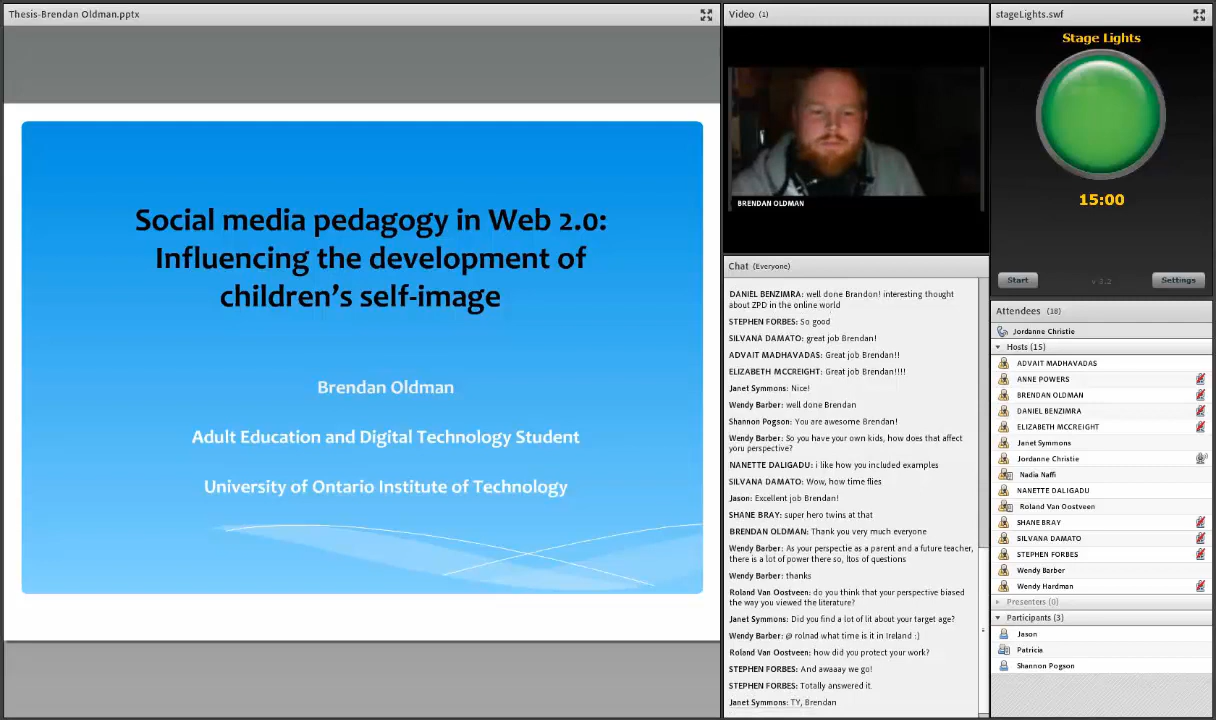 Thesis-Brendan Oldman.pptx
Social media pedagogy in Web 2.0:
Influencing the development of
children's self-image
Brendan Oldman
Adult Education and Digital Technology Student
University of Ontario Institute of Technology
Video (1)
BRENDAN OLDMAN
Chat (Everyone)
DANIEL BENZIMRA: well done Brandon! interesting thought
about ZPD in the online world
STEPHEN FORBES: So good
SILVANA DAMATO: great job Brendan!
ADVAIT MADHAVADAS: Great job Brendan!!
ELIZABETH MCCREIGHT: Great job Brendan!!!!
Janet Symmons: Nice!
Wendy Barber: well done Brendan
Shannon Pogson: You are awesome Brendan!
Wendy Barber: So you have your own kids, how does that affect
yoru perspective?
NANETTE DALIGADU: i like how you included examples
SILVANA DAMATO: Wow, how time flies
Jason: Excellent job Brendan!
SHANE BRAY: super hero twins at that
BRENDAN OLDMAN: Thank you very much everyone
Wendy Barber: As your perspectie as a parent and a future teacher,
there is a lot of power there so, ltos of questions
Wendy Barber: thanks
Roland Van Oostveen: do you think that your perspective biased
the way you viewed the literature?
Janet Symmons: Did you find a lot of lit about your target age?
Wendy Barber: @ rolnad what time is it in Ireland :)
Roland Van Oostveen: how did you protect your work?
STEPHEN FORBES: And awaaay we go!
STEPHEN FORBES: Totally answered it.
Janet Symmons: TY, Brendan
stageLights.swf
Stage Lights
15:00
Start
v 2.2
Settings
Attendees (18)
Jordanne Christie
Hosts (15)
ADVAIT MADHAVADAS
ANNE POWERS
BRENDAN OLDMAN
DANIEL BENZIMRA
ELIZABETH MCCREIGHT
Janet Symmons
Jordanne Christie
Nadia Naffi
NANETTE DALIGADU
Roland Van Oostveen
SHANE BRAY
SILVANA DAMATO
STEPHEN FORBES
Wendy Barber
Wendy Hardman
Presenters (0)
Participants (3)
Jason
Patricia
Shannon Pogson